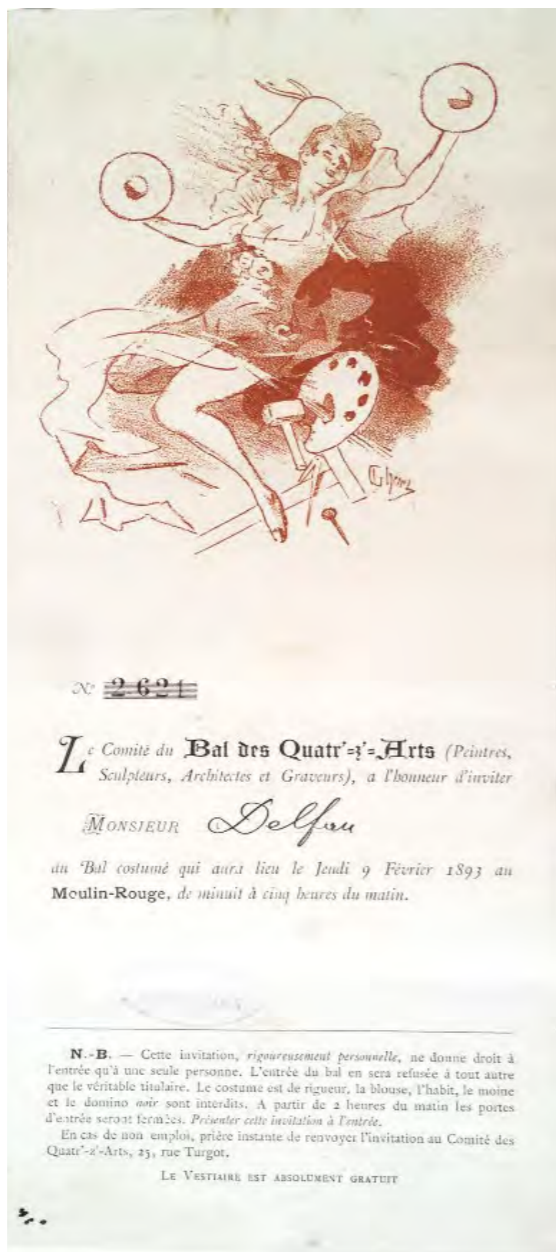 Chéret
Nº 2621
Le Comité du Bal des Quatr'-z'-Arts (Peintres,
Sculpteurs, Architectes et Graveurs), a l'honneur d'inviter
MONSIEUR Delfau
au Bal costumé qui aura lieu le Jeudi 9 Février 1893 au
Moulin-Rouge, de minuit à cinq heures du matin.
N.-B. — Cette invitation, rigoureusement personnelle, ne donne droit à
l'entrée qu'à une seule personne. L'entrée du bal en sera refusée à tout autre
que le véritable titulaire. Le costume est de rigueur, la blouse, l'habit, le moine
et le domino noir sont interdits. A partir de 2 heures du matin les portes
d'entrée seront fermées. Présenter cette invitation à l'entrée.
En cas de non emploi, prière instante de renvoyer l'invitation au Comité des
Quatr'-z'-Arts, 25, rue Turgot.
LE VESTIAIRE EST ABSOLUMENT GRATUIT